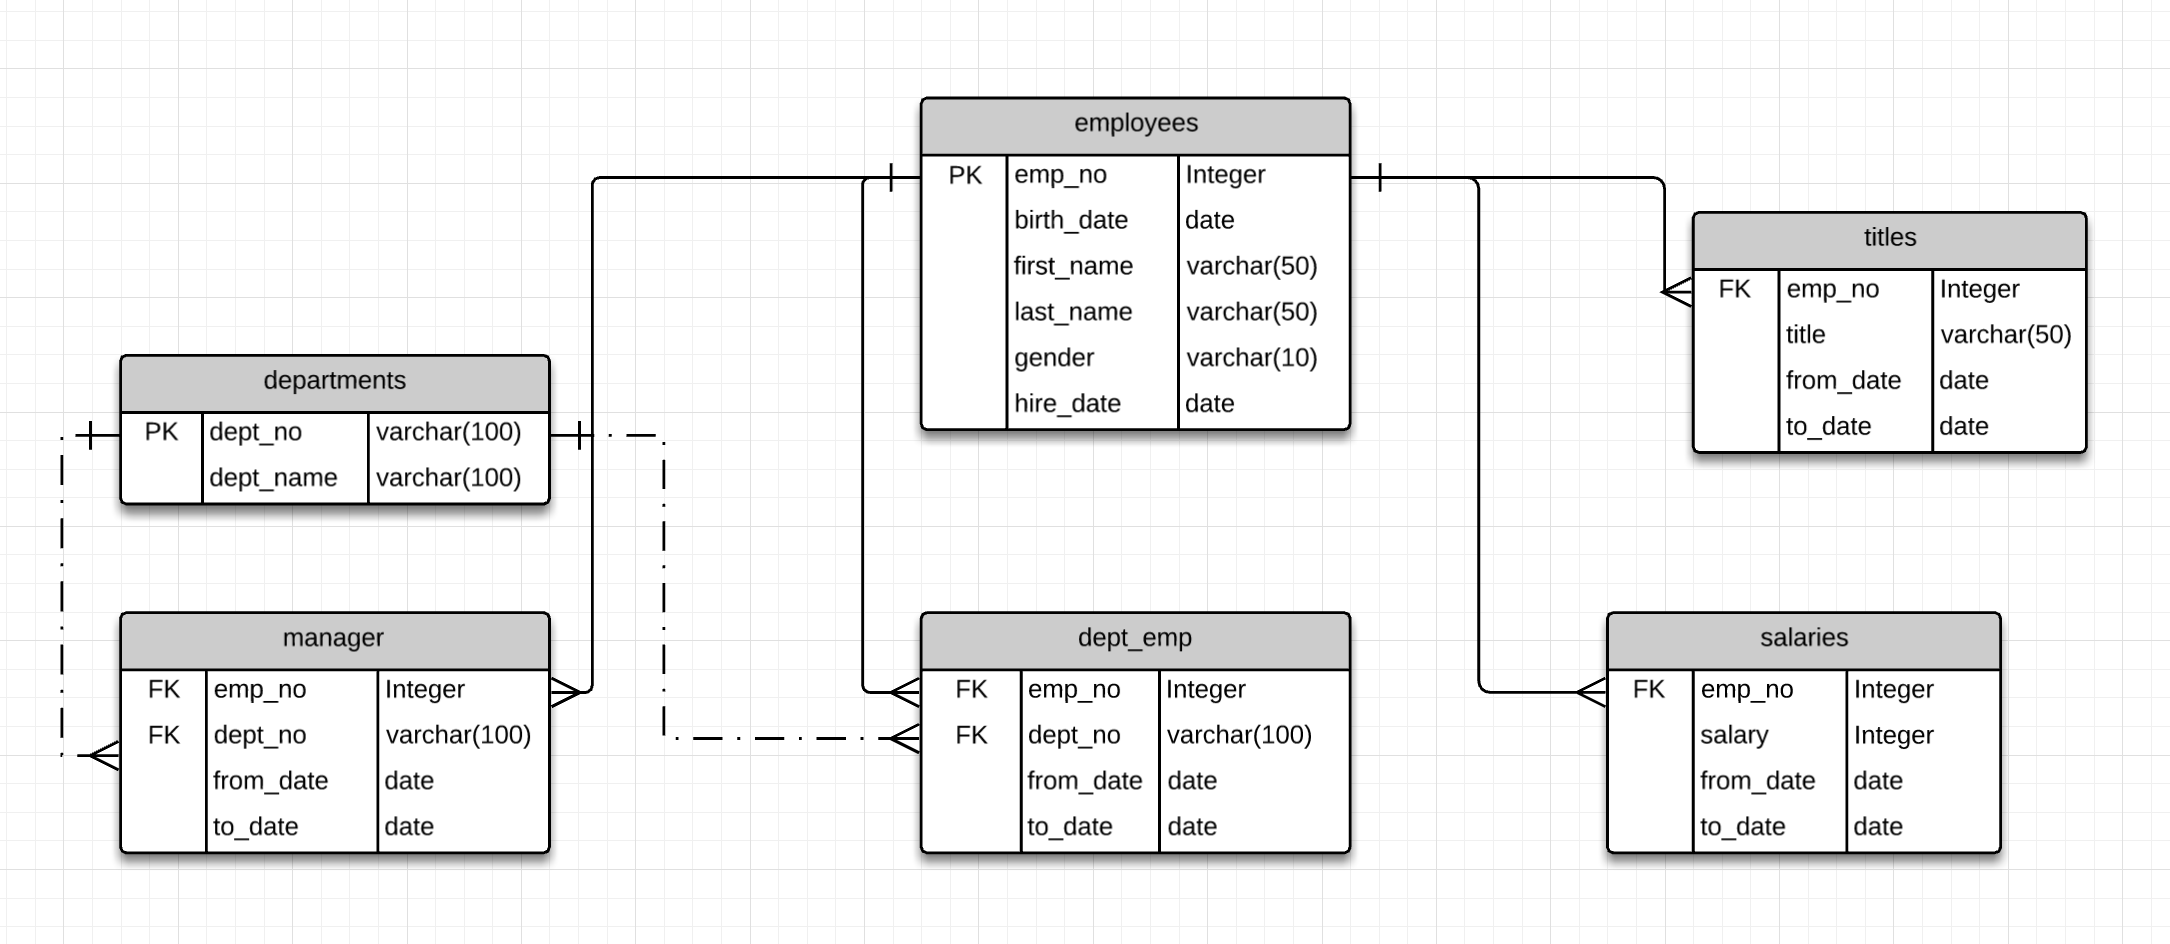 employees
PK emp_no Integer
birth_date date
first_name varchar(50)
last_name varchar(50)
gender varchar(10)
hire_date date
titles
FK emp_no Integer
title varchar(50)
from_date date
to_date date
departments
PK dept_no varchar(100)
dept_name varchar(100)
manager
FK emp_no Integer
FK dept_no varchar(100)
from_date date
to_date date
dept_emp
FK emp_no Integer
FK dept_no varchar(100)
from_date date
to_date date
salaries
FK emp_no Integer
salary Integer
from_date date
to_date date